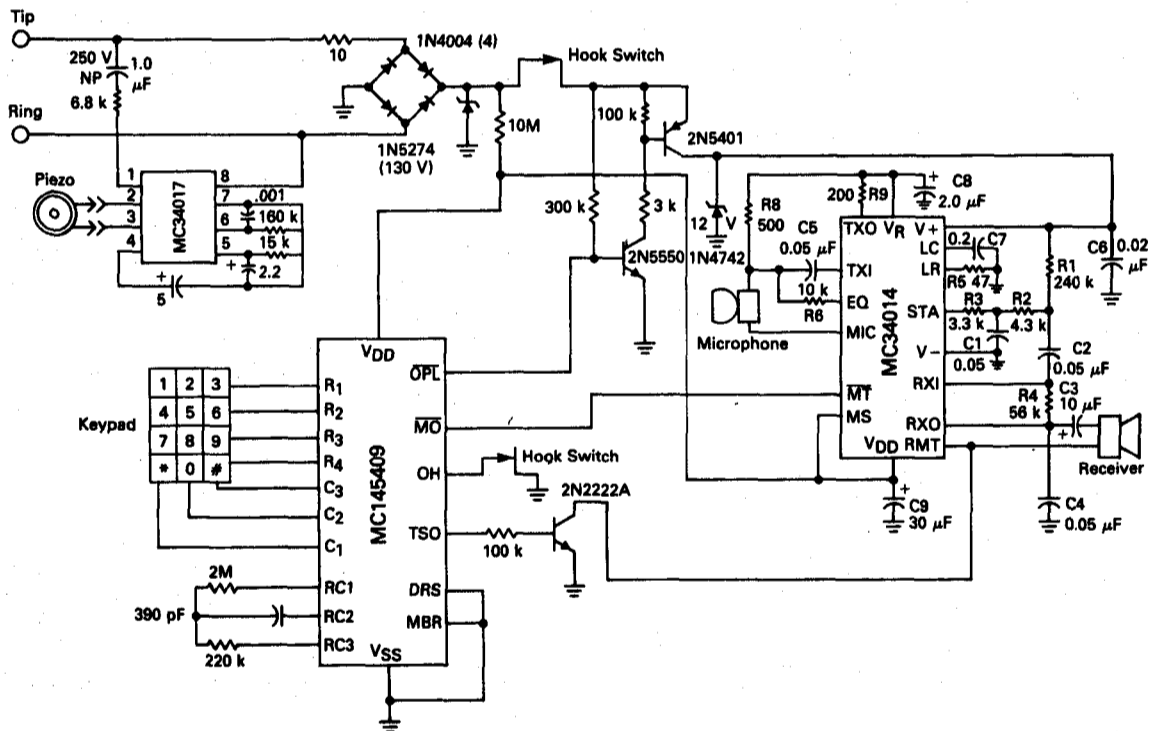 Tip
250 V
NP
1.0
µF
6.8 k
10
1N4004 (4)
Hook Switch
Ring
1N5274
(130 V)
10M
100 k
2N5401
Piezo
1
2
3
4
MC34017
8
7
6
5
.001
160 k
15 k
2.2
+
5
+
300 k
3 k
2N5550
12 V
1N4742
R8
500
200
R9
+
C8
2.0 µF
C5
0.05 µF
10 k
R6
Microphone
TXO
VR
V+
LC
LR
TXI
EQ
STA
MIC
V−
RXI
MT
MS
RXO
VDD
RMT
MC34014
0.2
C7
R5 47
R1
240 k
C6
0.02
µF
R3
3.3 k
R2
4.3 k
C1
0.05
C2
0.05 µF
C3
10 µF
R4
56 k
+
Receiver
+
C9
30 µF
C4
0.05 µF
VDD
OPL
MO
OH
TSO
DRS
MBR
VSS
R1
R2
R3
R4
C3
C2
C1
RC1
RC2
RC3
MC145409
Keypad
1 2 3
4 5 6
7 8 9
* 0 #
Hook Switch
2N2222A
100 k
2M
390 pF
220 k